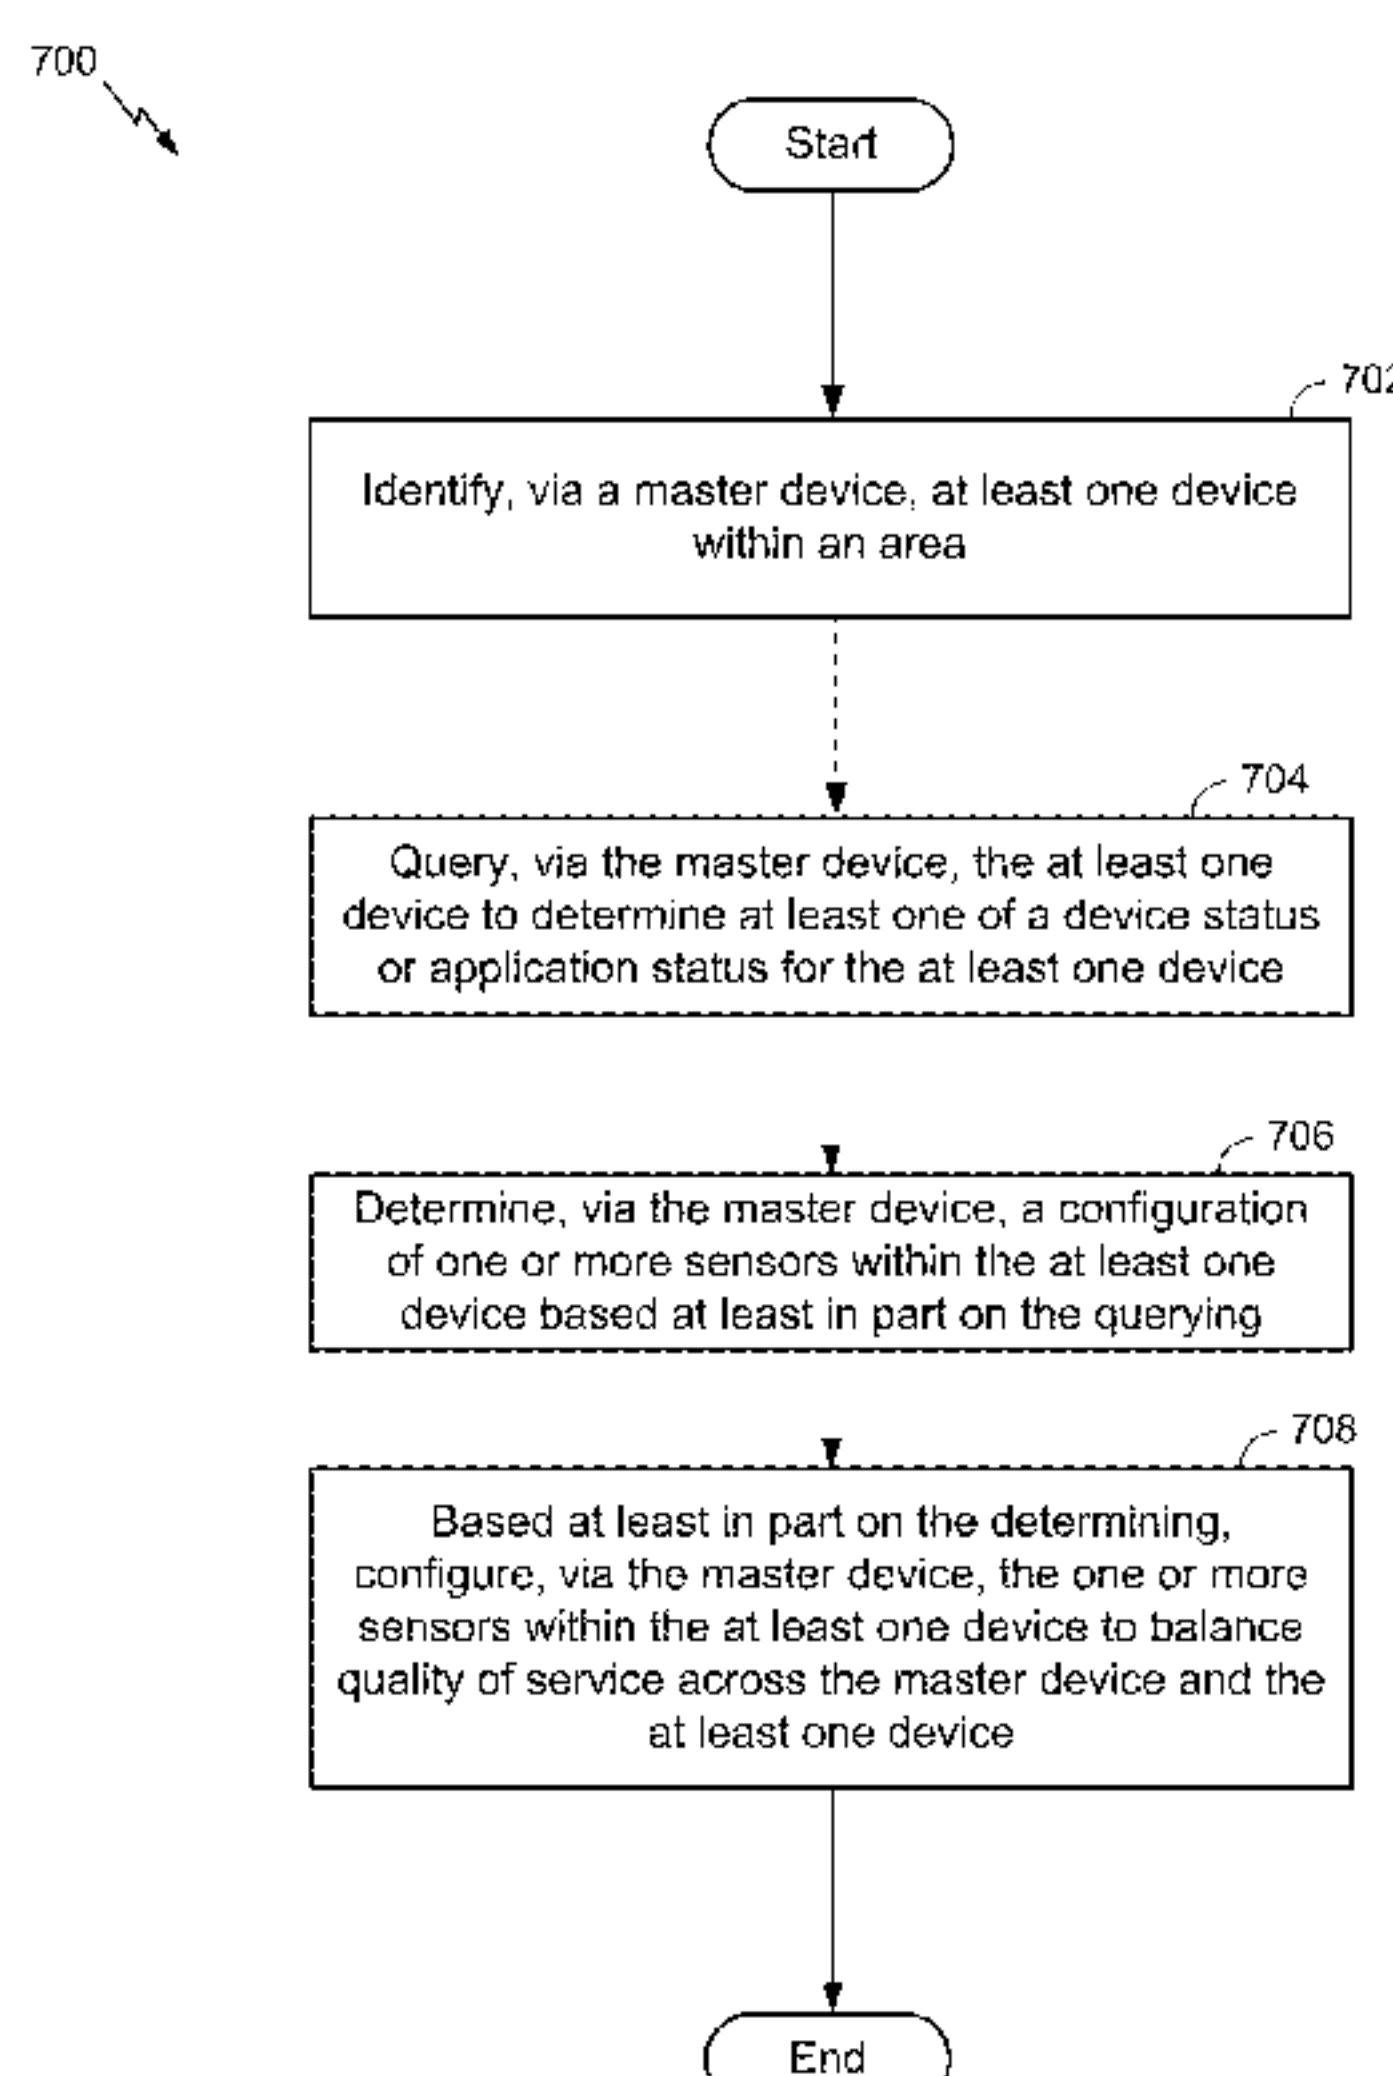 700
Start
702
Identify, via a master device, at least one device
within an area
704
Query, via the master device, the at least one
device to determine at least one of a device status
or application status for the at least one device
706
Determine, via the master device, a configuration
of one or more sensors within the at least one
device based at least in part on the querying
708
Based at least in part on the determining,
configure, via the master device, the one or more
sensors within the at least one device to balance
quality of service across the master device and the
at least one device
End